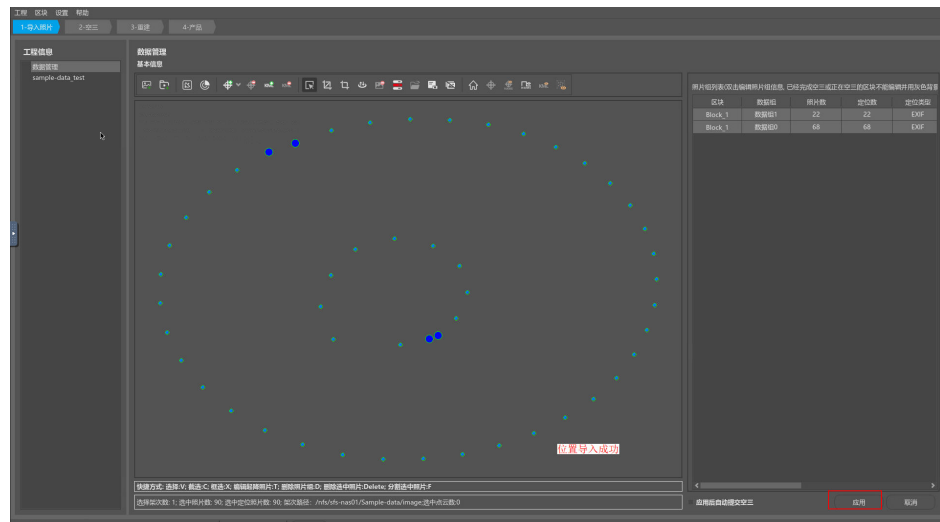 工程 区块 设置 帮助
1-导入照片 2-空三 3-重建 4-产品
工程信息
数据管理
sample-data_test
数据管理
基本信息
照片组列表(双击编辑照片组信息, 已经完成空三或正在空三的区块不能编辑并用灰色背景
区块 数据组 照片数 定位数 定位类型
Block_1 数据组1 22 22 EXIF
Block_1 数据组0 68 68 EXIF
位置导入成功
快捷方式: 选择:V; 截选:C; 框选:X; 编辑起降照片:T; 删除照片组:D; 删除选中照片:Delete; 分割选中照片:F
选择架次数: 1; 选中照片数: 90; 选中定位照片数: 90; 架次路径: /nfs/sfs-nas01/Sample-data/image;选中点云数:0
应用后自动提交空三 应用 取消